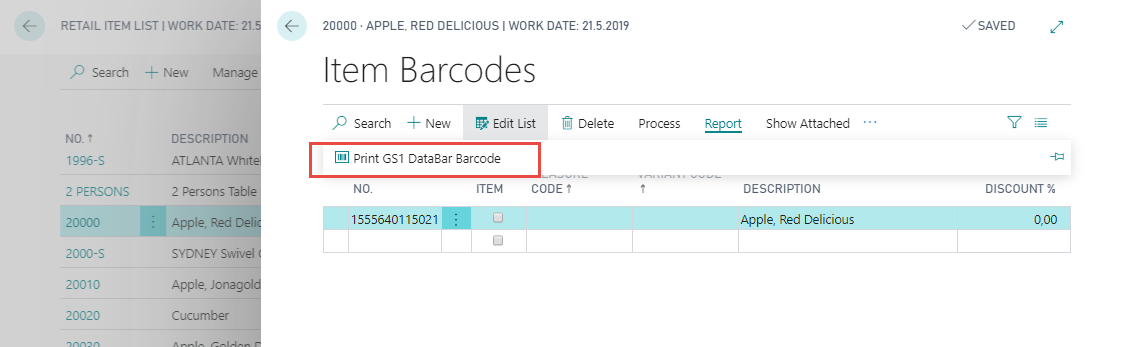 RETAIL ITEM LIST | WORK DATE: 21.5
Search + New Manage
NO. ↑ DESCRIPTION
1996-S ATLANTA White
2 PERSONS 2 Persons Table
20000 Apple, Red Delic
2000-S SYDNEY Swivel C
20010 Apple, Jonagold
20020 Cucumber
20030 Apple, Golden D
20000 · APPLE, RED DELICIOUS | WORK DATE: 21.5.2019
SAVED
Item Barcodes
Search + New Edit List Delete Process Report Show Attached ···
Print GS1 DataBar Barcode
NO. ITEM MEASURE CODE ↑ VARIANT CODE ↑ DESCRIPTION DISCOUNT %
1555640115021 Apple, Red Delicious 0,00